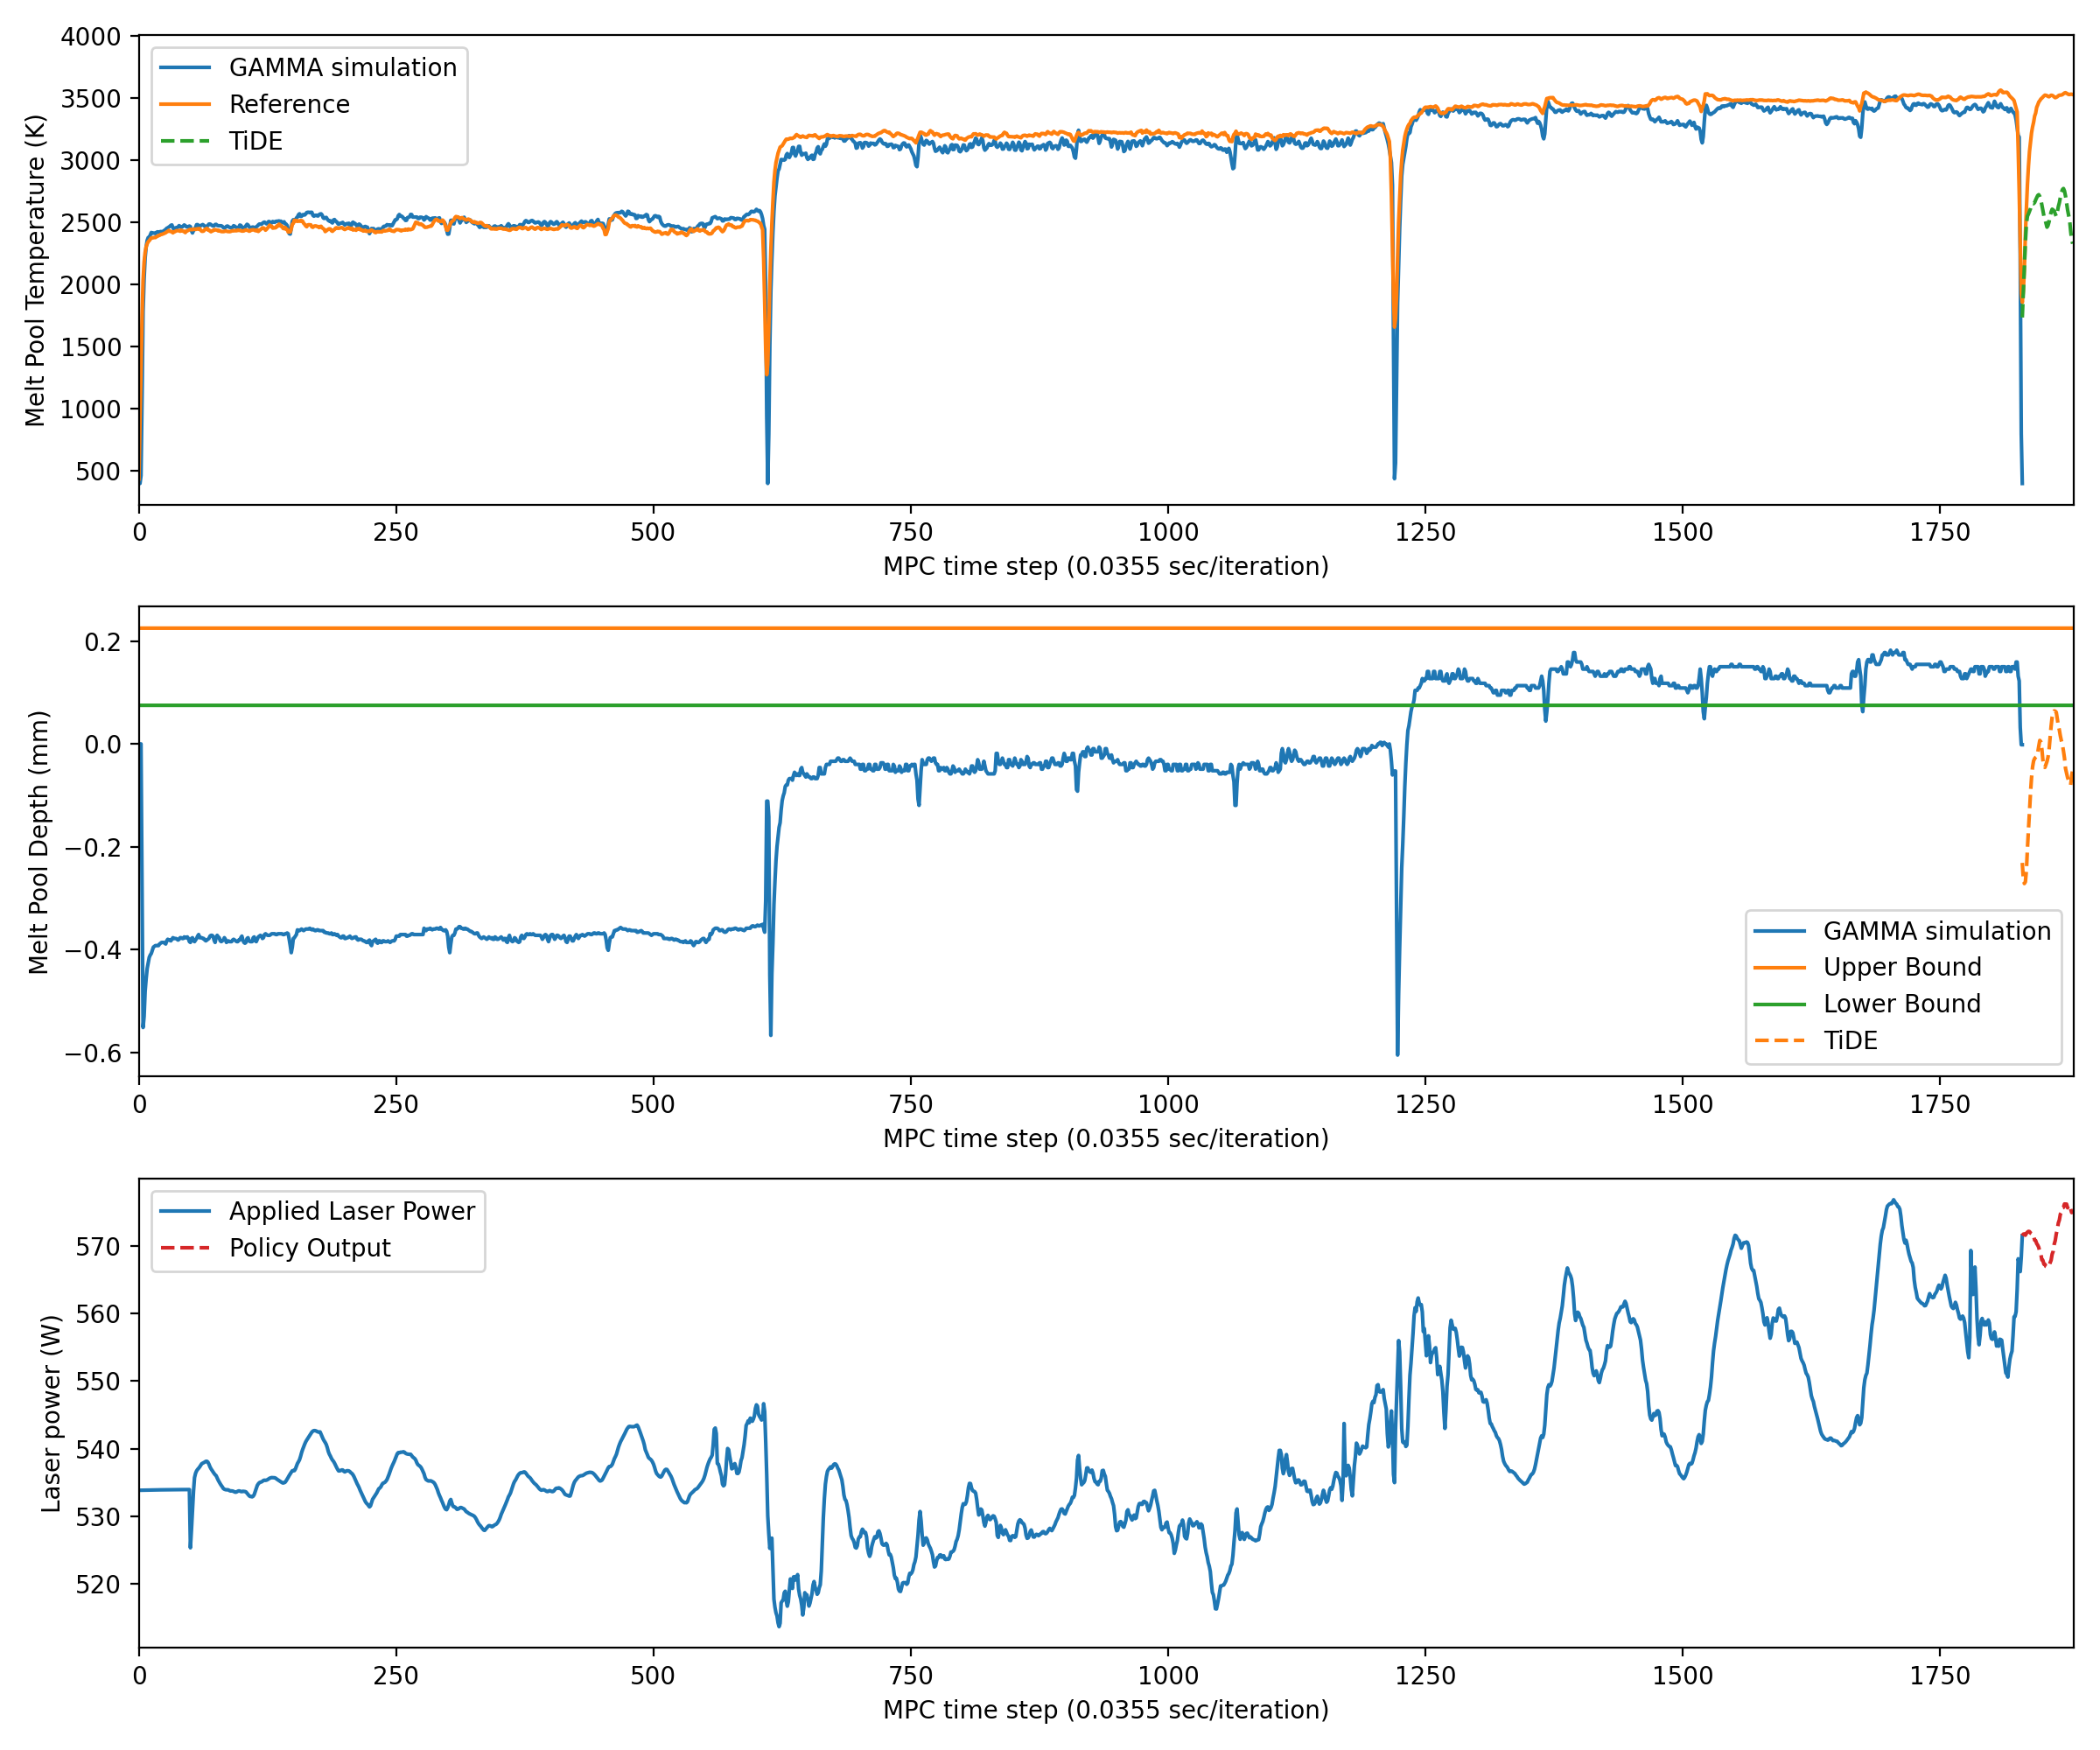 4000
3500
3000
2500
2000
1500
1000
500
Melt Pool Temperature (K)
GAMMA simulation
Reference
TiDE
0 250 500 750 1000 1250 1500 1750
MPC time step (0.0355 sec/iteration)
0.2
0.0
−0.2
−0.4
−0.6
Melt Pool Depth (mm)
GAMMA simulation
Upper Bound
Lower Bound
TiDE
0 250 500 750 1000 1250 1500 1750
MPC time step (0.0355 sec/iteration)
Applied Laser Power
Policy Output
570
560
550
540
530
520
Laser power (W)
0 250 500 750 1000 1250 1500 1750
MPC time step (0.0355 sec/iteration)